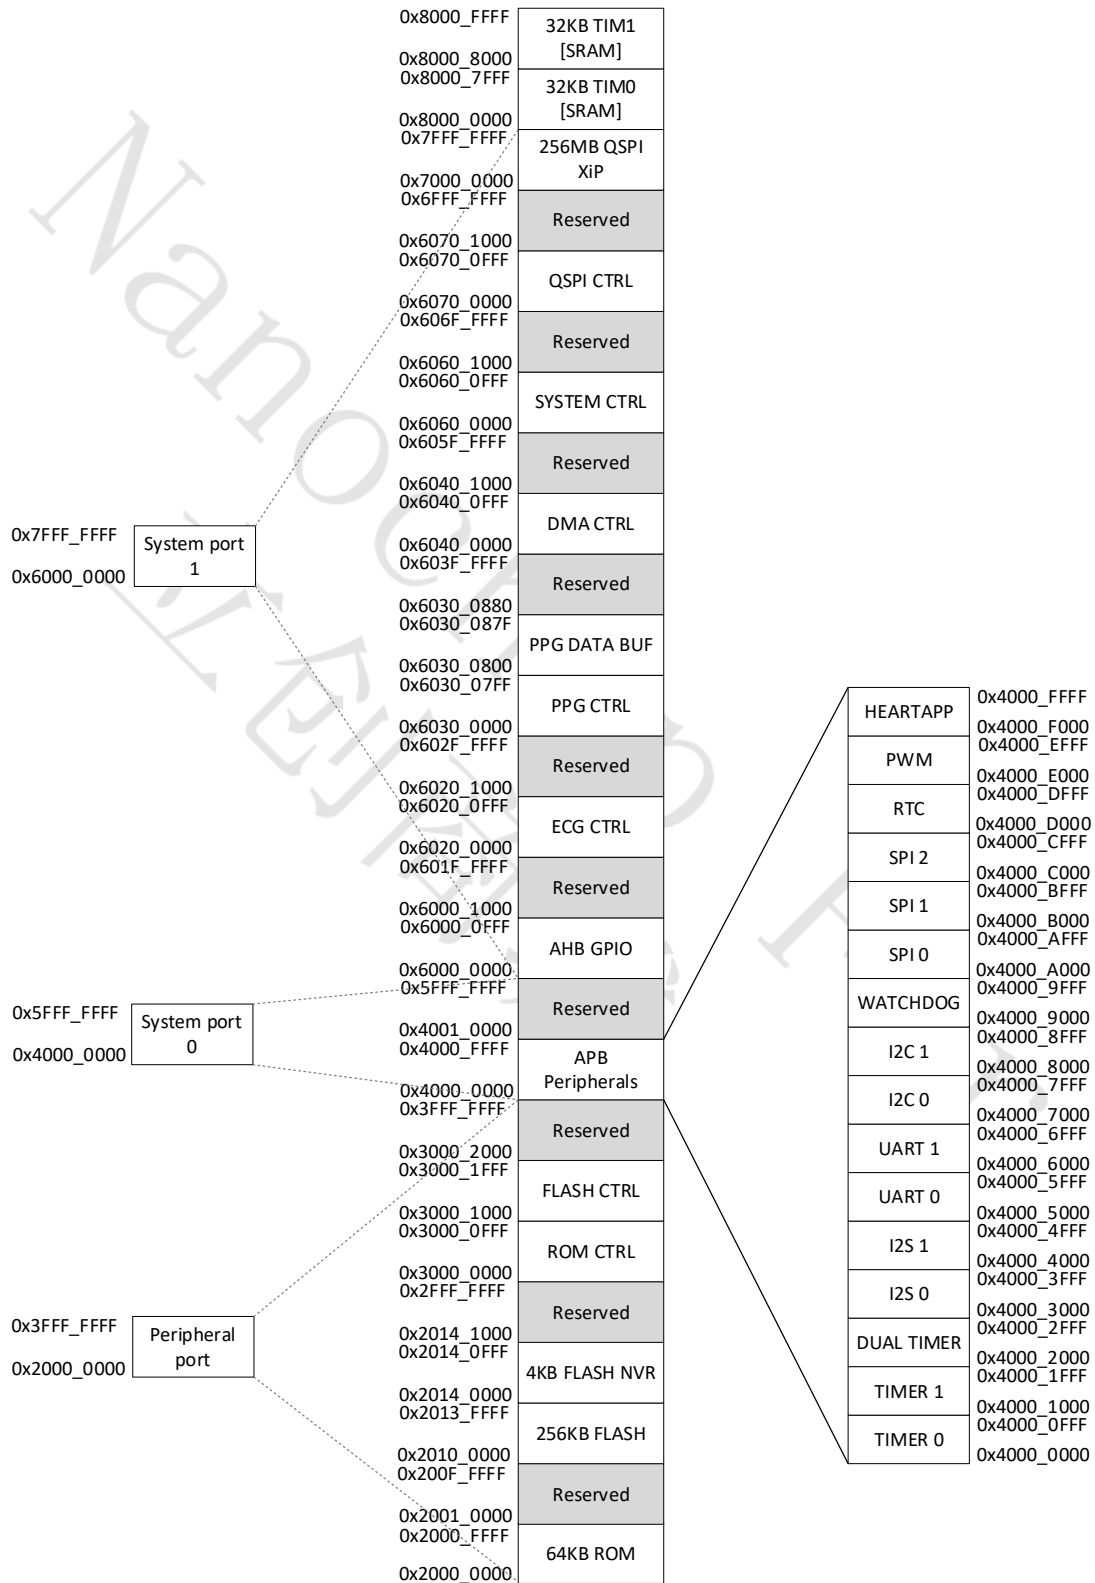 0x8000_FFFF
32KB TIM1
[SRAM]
0x8000_8000
0x8000_7FFF
32KB TIM0
[SRAM]
0x8000_0000
0x7FFF_FFFF
256MB QSPI
XiP
0x7000_0000
0x6FFF_FFFF
Reserved
0x6070_1000
0x6070_0FFF
QSPI CTRL
0x6070_0000
0x606F_FFFF
Reserved
0x6060_1000
0x6060_0FFF
SYSTEM CTRL
0x6060_0000
0x605F_FFFF
Reserved
0x6040_1000
0x6040_0FFF
DMA CTRL
0x6040_0000
0x603F_FFFF
Reserved
0x6030_0880
0x6030_087F
PPG DATA BUF
0x6030_0800
0x6030_07FF
PPG CTRL
0x6030_0000
0x602F_FFFF
Reserved
0x6020_1000
0x6020_0FFF
ECG CTRL
0x6020_0000
0x601F_FFFF
Reserved
0x6000_1000
0x6000_0FFF
AHB GPIO
0x6000_0000
0x5FFF_FFFF
Reserved
0x4001_0000
0x4000_FFFF
APB
Peripherals
0x4000_0000
0x3FFF_FFFF
Reserved
0x3000_2000
0x3000_1FFF
FLASH CTRL
0x3000_1000
0x3000_0FFF
ROM CTRL
0x3000_0000
0x2FFF_FFFF
Reserved
0x2014_1000
0x2014_0FFF
4KB FLASH NVR
0x2014_0000
0x2013_FFFF
256KB FLASH
0x2010_0000
0x200F_FFFF
Reserved
0x2001_0000
0x2000_FFFF
64KB ROM
0x2000_0000
0x7FFF_FFFF
System port
1
0x6000_0000
0x5FFF_FFFF
System port
0
0x4000_0000
0x3FFF_FFFF
Peripheral
port
0x2000_0000
HEARTAPP
0x4000_FFFF
0x4000_F000
0x4000_EFFF
PWM
0x4000_E000
0x4000_DFFF
RTC
0x4000_D000
0x4000_CFFF
SPI 2
0x4000_C000
0x4000_BFFF
SPI 1
0x4000_B000
0x4000_AFFF
SPI 0
0x4000_A000
0x4000_9FFF
WATCHDOG
0x4000_9000
0x4000_8FFF
I2C 1
0x4000_8000
0x4000_7FFF
I2C 0
0x4000_7000
0x4000_6FFF
UART 1
0x4000_6000
0x4000_5FFF
UART 0
0x4000_5000
0x4000_4FFF
I2S 1
0x4000_4000
0x4000_3FFF
I2S 0
0x4000_3000
0x4000_2FFF
DUAL TIMER
0x4000_2000
0x4000_1FFF
TIMER 1
0x4000_1000
0x4000_0FFF
TIMER 0
0x4000_0000
Nanochap